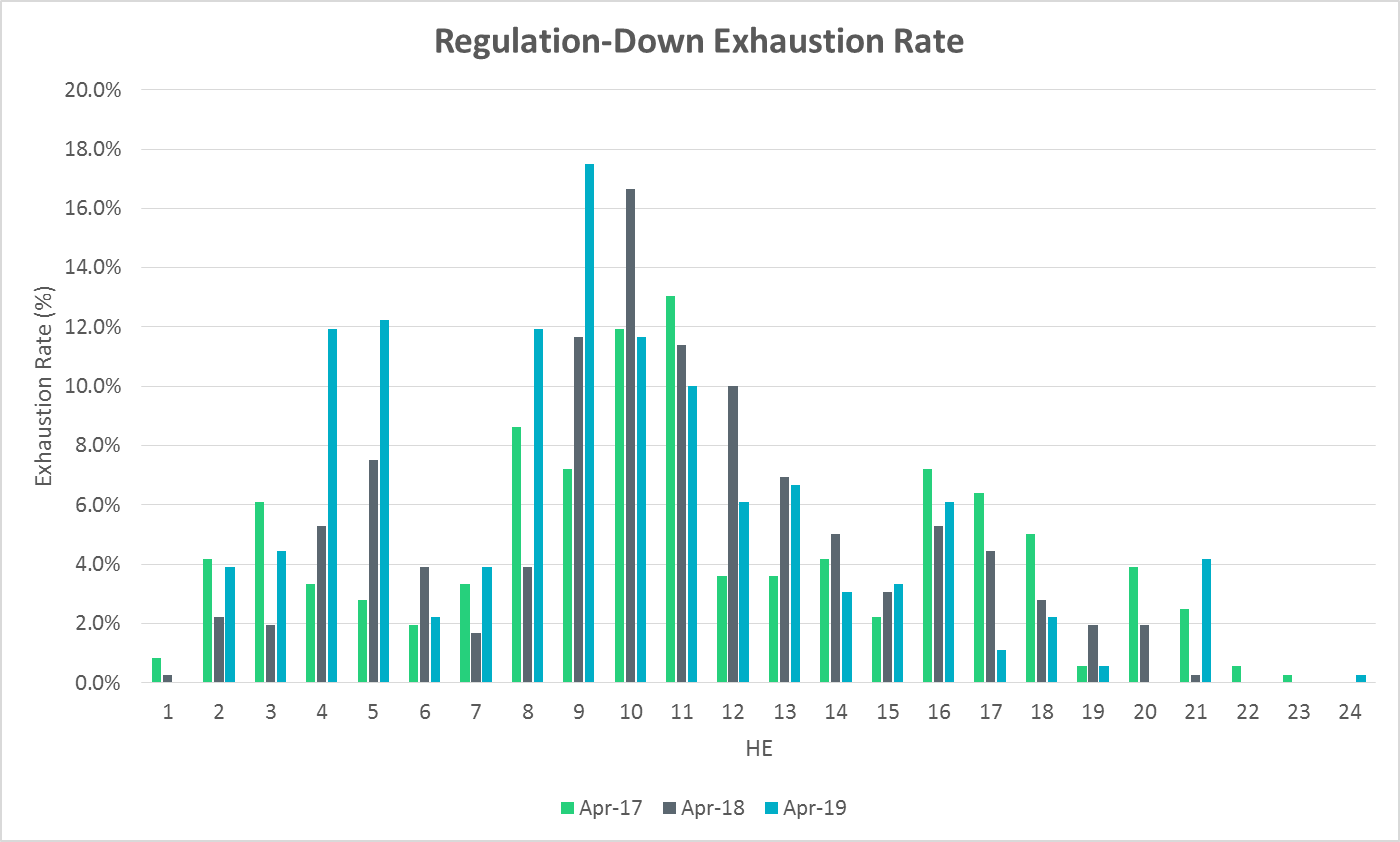 Regulation-Down Exhaustion Rate
20.0%
18.0%
16.0%
14.0%
12.0%
10.0%
8.0%
6.0%
4.0%
2.0%
0.0%
Exhaustion Rate (%)
1 2 3 4 5 6 7 8 9 10 11 12 13 14 15 16 17 18 19 20 21 22 23 24
HE
Apr-17 Apr-18 Apr-19